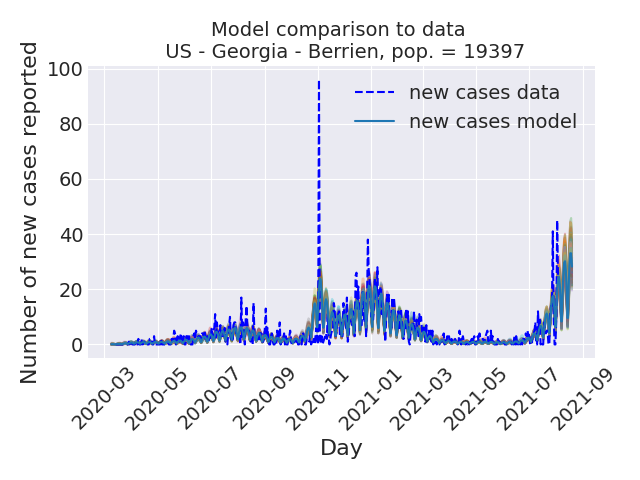 Model comparison to data
US - Georgia - Berrien, pop. = 19397
Number of new cases reported
100
80
60
40
20
0
new cases data
new cases model
2020-03
2020-05
2020-07
2020-09
2020-11
2021-01
2021-03
2021-05
2021-07
2021-09
Day